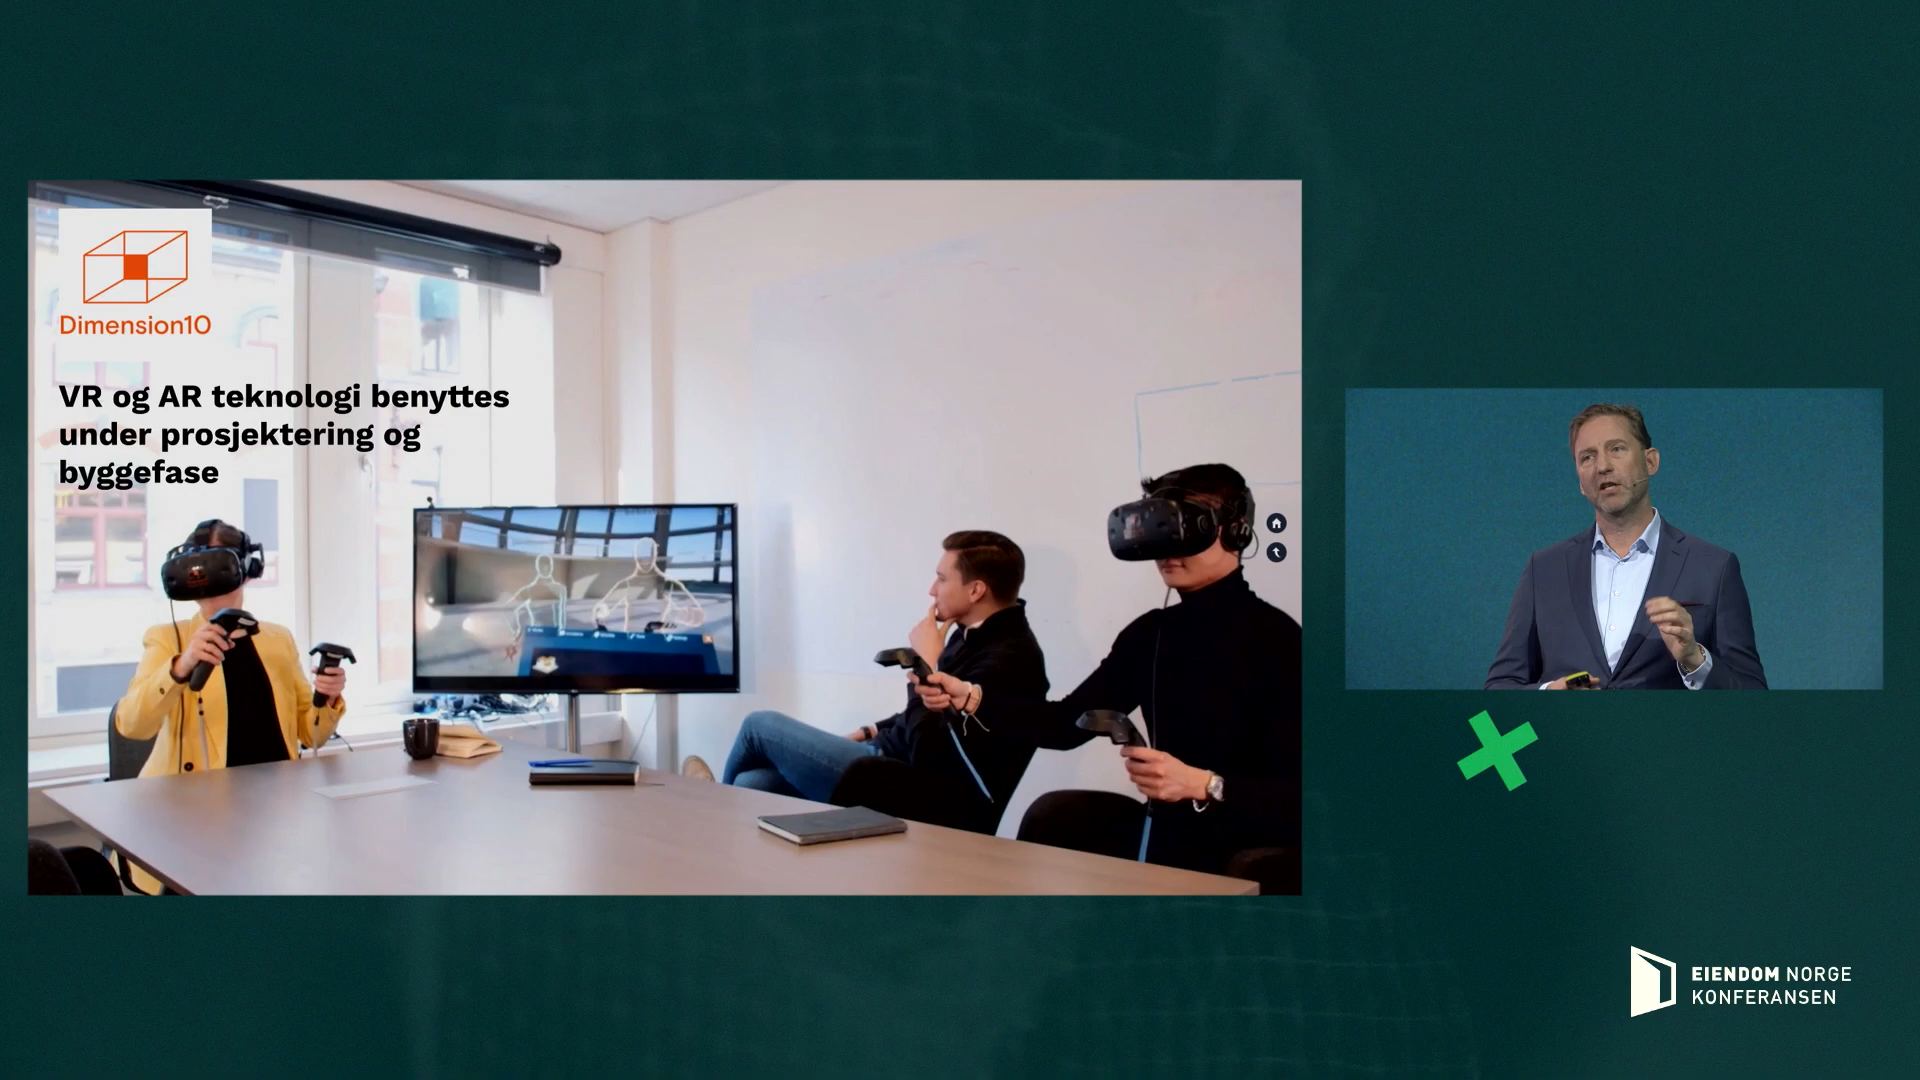 Dimension10
VR og AR teknologi benyttes
under prosjektering og
byggefase
EIENDOM NORGE
KONFERANSEN